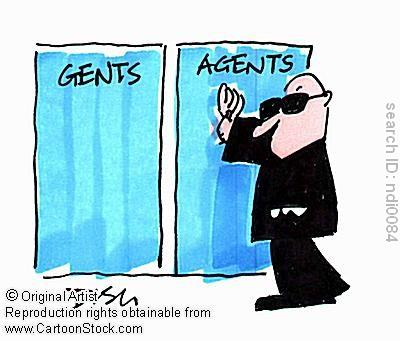 GENTS
AGENTS
search ID: ndi0084
© Original Artist
Reproduction rights obtainable from
www.CartoonStock.com